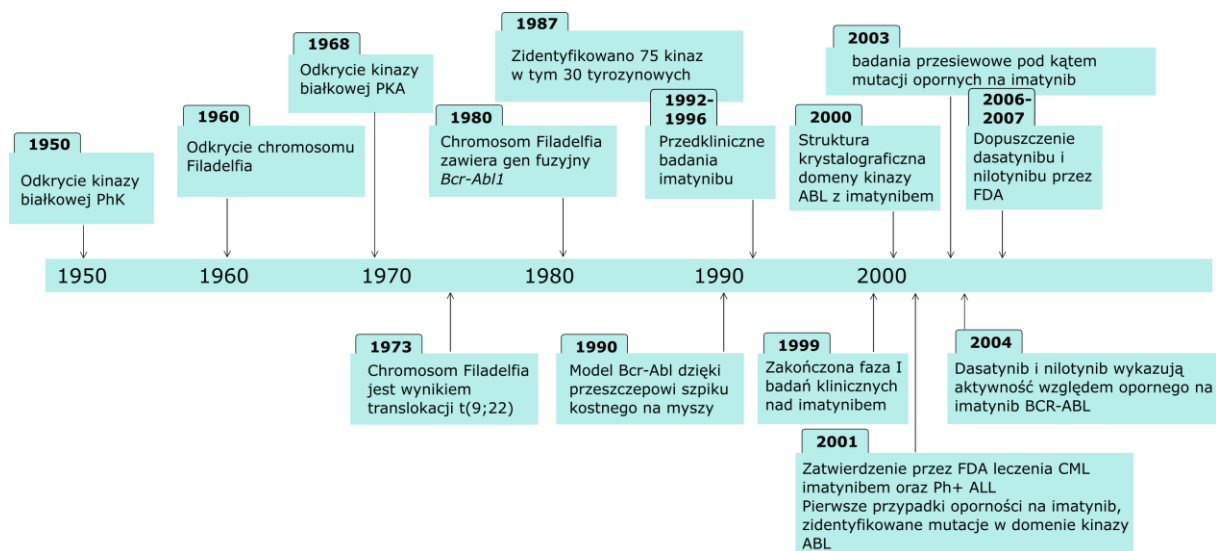 1950
Odkrycie kinazy
białkowej PhK
1960
Odkrycie chromosomu
Filadelfia
1968
Odkrycie kinazy
białkowej PKA
1980
Chromosom Filadelfia
zawiera gen fuzyjny
Bcr-Abl1
1987
Zidentyfikowano 75 kinaz
w tym 30 tyrozynowych
1992-
1996
Przedkliniczne
badania
imatynibu
2000
Struktura
krystalograficzna
domeny kinazy
ABL z imatynibem
2003
badania przesiewowe pod kątem
mutacji opornych na imatynib
2006-
2007
Dopuszczenie
dasatynibu i
nilotynibu przez
FDA
1950 1960 1970 1980 1990 2000
1973
Chromosom Filadelfia
jest wynikiem
translokacji t(9;22)
1990
Model Bcr-Abl dzięki
przeszczepowi szpiku
kostnego na myszy
1999
Zakończona faza I
badań klinicznych
nad imatynibem
2001
Zatwierdzenie przez FDA leczenia CML
imatynibem oraz Ph+ ALL
Pierwsze przypadki oporności na imatynib,
zidentyfikowane mutacje w domenie kinazy
ABL
2004
Dasatynib i nilotynib wykazują
aktywność względem opornego na
imatynib BCR-ABL